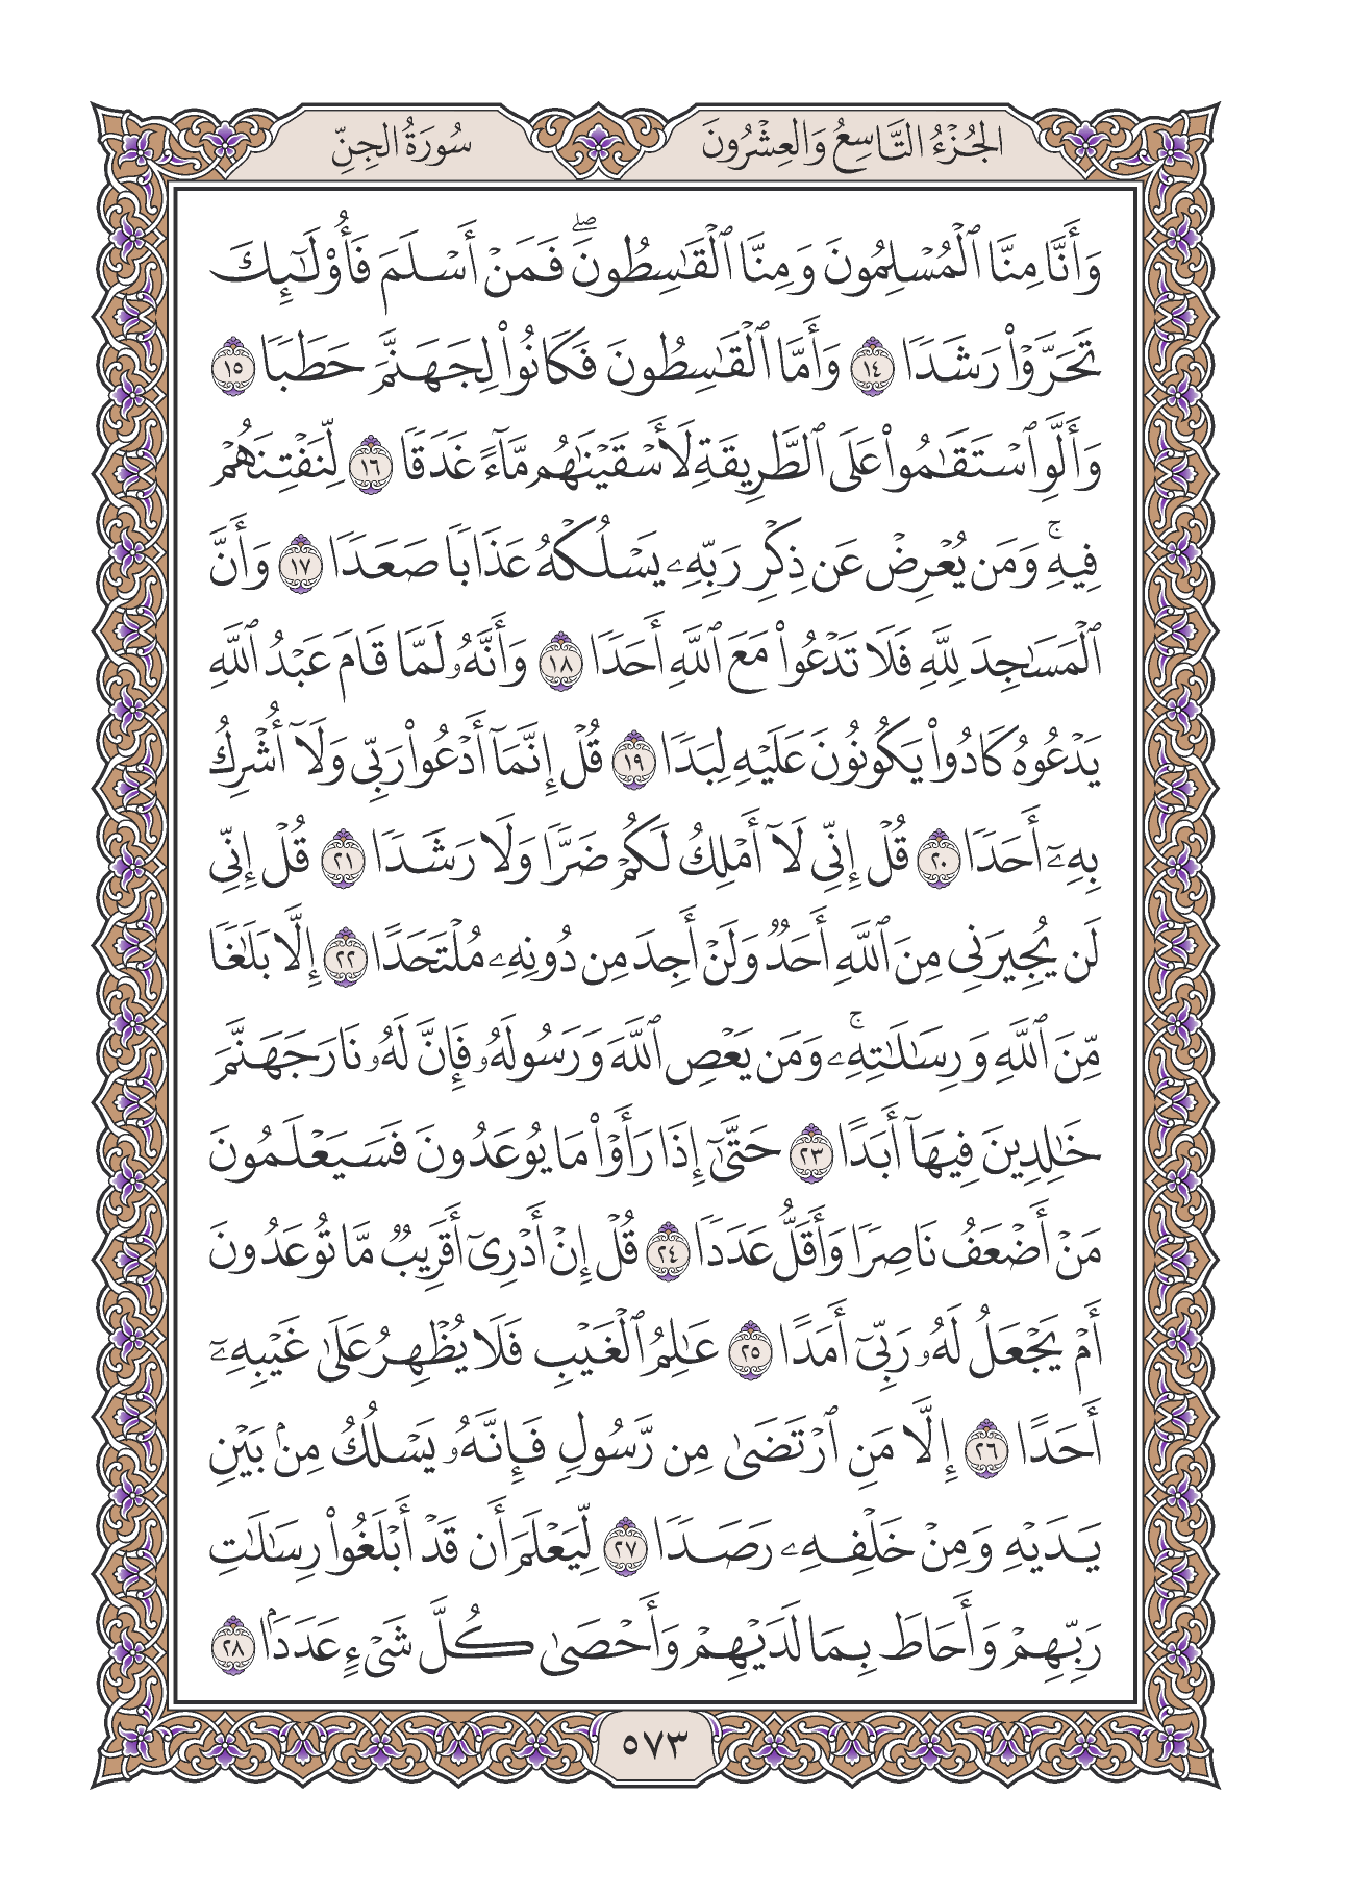 الجُزْءُ التَّاسِعُ وَالعِشْرُونَ
سُورَةُ الجِنِّ
وَأَنَّا مِنَّا ٱلْمُسْلِمُونَ وَمِنَّا ٱلْقَٰسِطُونَۖ فَمَنْ أَسْلَمَ فَأُو۟لَٰٓئِكَ
تَحَرَّوْا۟ رَشَدًا ١٤ وَأَمَّا ٱلْقَٰسِطُونَ فَكَانُوا۟ لِجَهَنَّمَ حَطَبًا ١٥
وَأَلَّوِ ٱسْتَقَٰمُوا۟ عَلَى ٱلطَّرِيقَةِ لَأَسْقَيْنَٰهُم مَّآءً غَدَقًا ١٦ لِّنَفْتِنَهُمْ
فِيهِۚ وَمَن يُعْرِضْ عَن ذِكْرِ رَبِّهِۦ يَسْلُكْهُ عَذَابًا صَعَدًا ١٧ وَأَنَّ
ٱلْمَسَٰجِدَ لِلَّهِ فَلَا تَدْعُوا۟ مَعَ ٱللَّهِ أَحَدًا ١٨ وَأَنَّهُۥ لَمَّا قَامَ عَبْدُ ٱللَّهِ
يَدْعُوهُ كَادُوا۟ يَكُونُونَ عَلَيْهِ لِبَدًا ١٩ قُلْ إِنَّمَآ أَدْعُوا۟ رَبِّى وَلَآ أُشْرِكُ
بِهِۦٓ أَحَدًا ٢٠ قُلْ إِنِّى لَآ أَمْلِكُ لَكُمْ ضَرًّا وَلَا رَشَدًا ٢١ قُلْ إِنِّى
لَن يُجِيرَنِى مِنَ ٱللَّهِ أَحَدٌ وَلَنْ أَجِدَ مِن دُونِهِۦ مُلْتَحَدًا ٢٢ إِلَّا بَلَٰغًا
مِّنَ ٱللَّهِ وَرِسَٰلَٰتِهِۦۚ وَمَن يَعْصِ ٱللَّهَ وَرَسُولَهُۥ فَإِنَّ لَهُۥ نَارَ جَهَنَّمَ
خَٰلِدِينَ فِيهَآ أَبَدًا ٢٣ حَتَّىٰٓ إِذَا رَأَوْا۟ مَا يُوعَدُونَ فَسَيَعْلَمُونَ
مَنْ أَضْعَفُ نَاصِرًا وَأَقَلُّ عَدَدًا ٢٤ قُلْ إِنْ أَدْرِىٓ أَقَرِيبٌ مَّا تُوعَدُونَ
أَمْ يَجْعَلُ لَهُۥ رَبِّىٓ أَمَدًا ٢٥ عَٰلِمُ ٱلْغَيْبِ فَلَا يُظْهِرُ عَلَىٰ غَيْبِهِۦٓ
أَحَدًا ٢٦ إِلَّا مَنِ ٱرْتَضَىٰ مِن رَّسُولٍ فَإِنَّهُۥ يَسْلُكُ مِنۢ بَيْنِ
يَدَيْهِ وَمِنْ خَلْفِهِۦ رَصَدًا ٢٧ لِّيَعْلَمَ أَن قَدْ أَبْلَغُوا۟ رِسَٰلَٰتِ
رَبِّهِمْ وَأَحَاطَ بِمَا لَدَيْهِمْ وَأَحْصَىٰ كُلَّ شَىْءٍ عَدَدًۢا ٢٨
٥٧٣